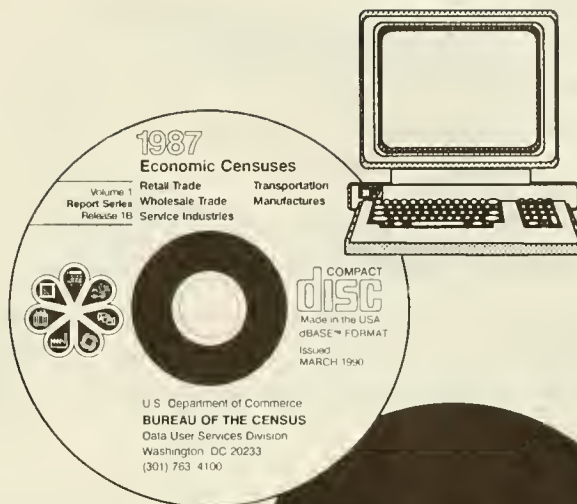 1987
Economic Censuses
Volume 1
Report Series
Release 1B
Retail Trade
Wholesale Trade
Service Industries
Transportation
Manufactures
COMPACT
disc
Made in the USA
dBASE™ FORMAT
Issued
MARCH 1990
U.S. Department of Commerce
BUREAU OF THE CENSUS
Data User Services Division
Washington DC 20233
(301) 763 4100